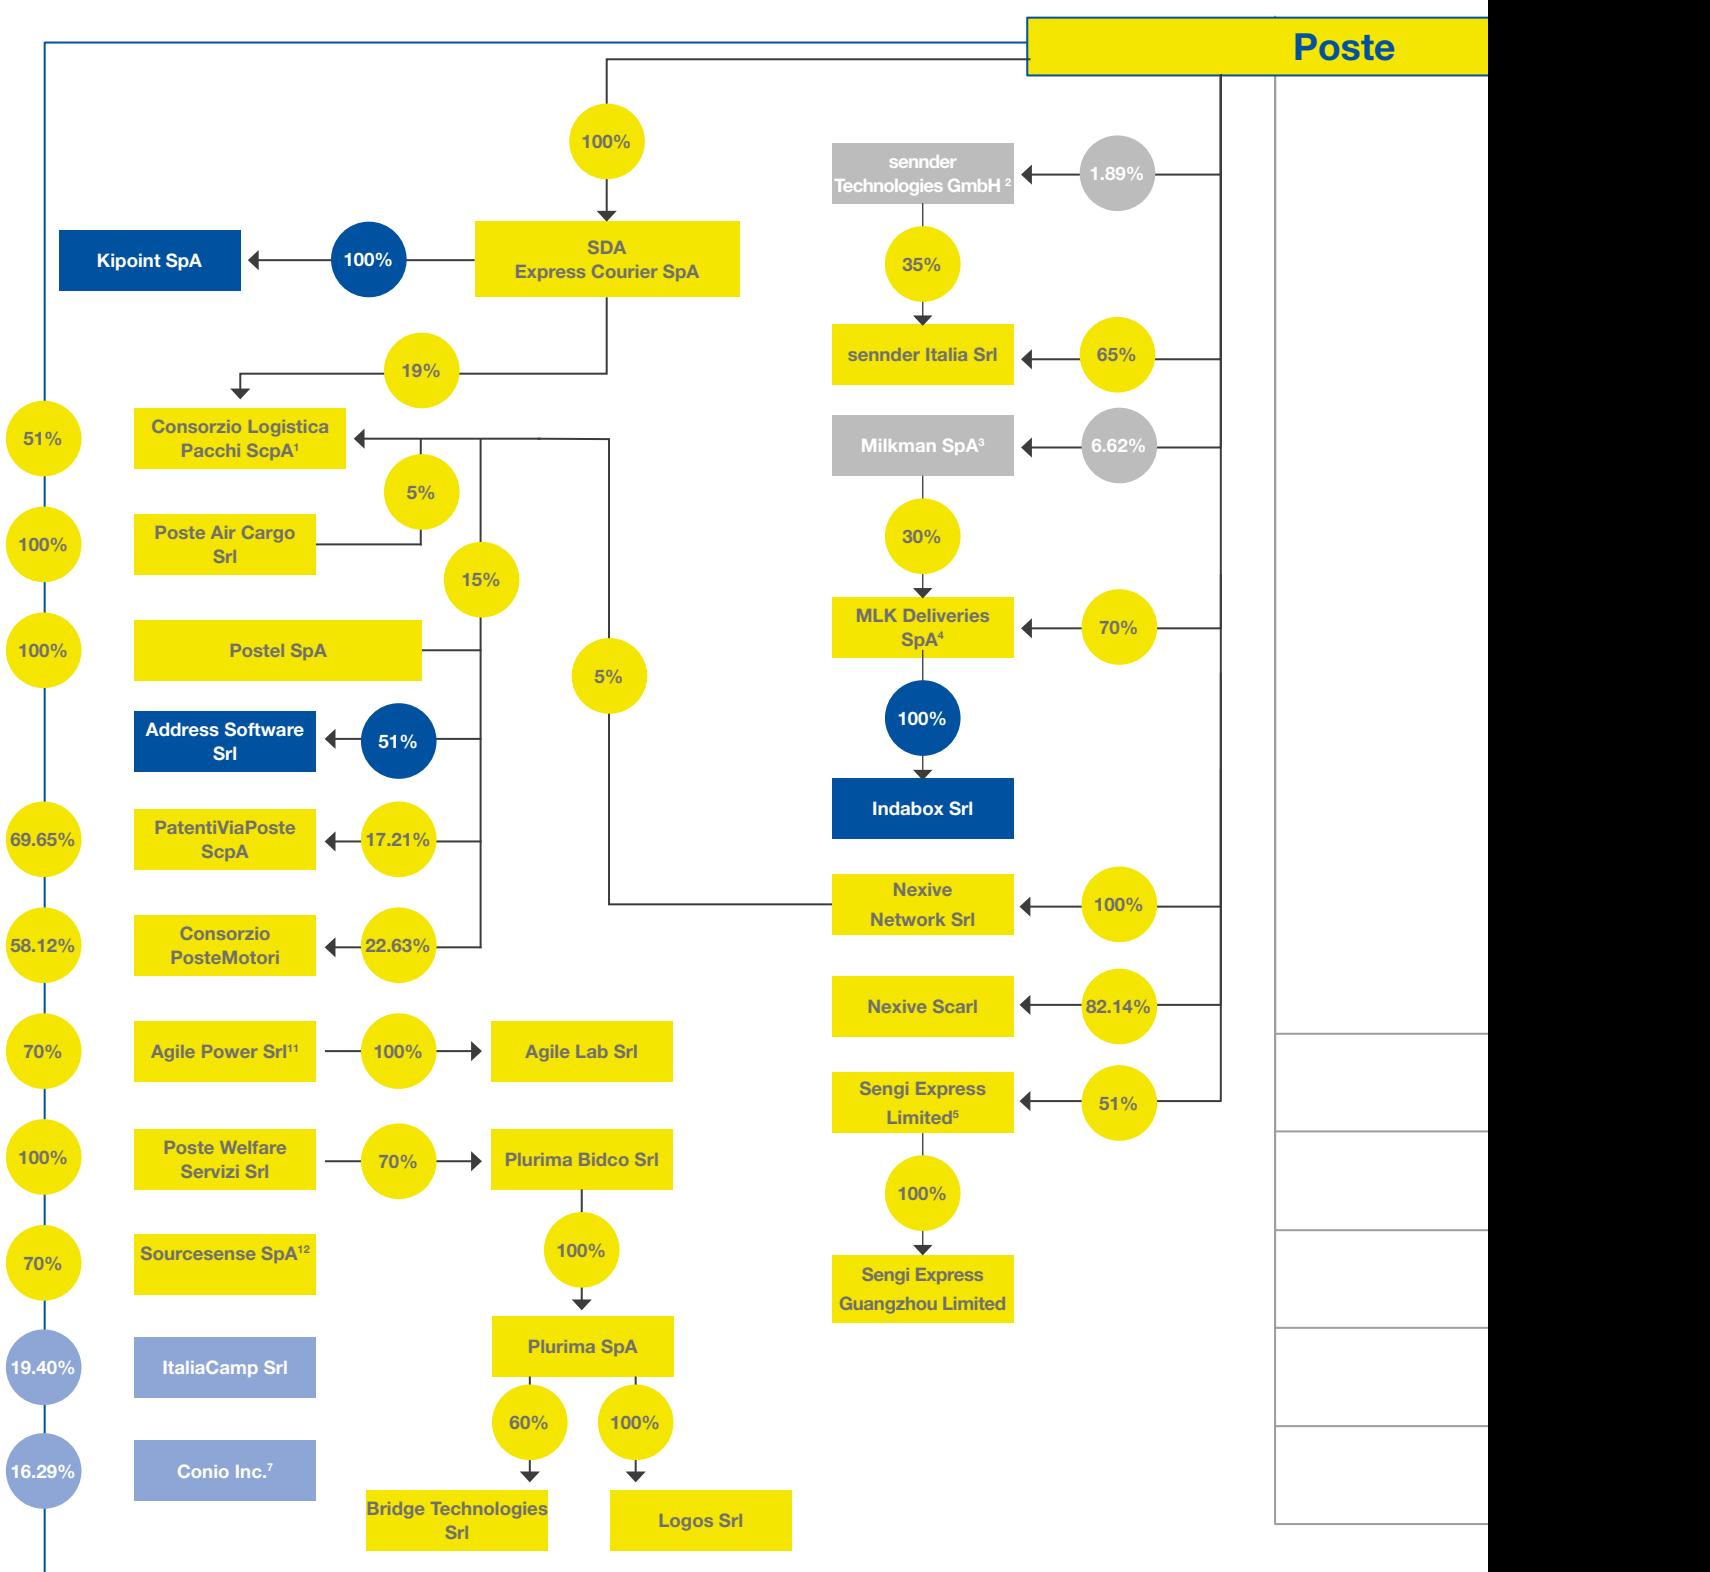 Poste
100%
sennder
Technologies GmbH ²
1.89%
Kipoint SpA
100%
SDA
Express Courier SpA
35%
19%
sennder Italia Srl
65%
51%
Consorzio Logistica
Pacchi ScpA¹
Milkman SpA³
6.62%
5%
100%
Poste Air Cargo
Srl
30%
15%
MLK Deliveries
SpA⁴
70%
100%
Postel SpA
5%
100%
Address Software
Srl
51%
Indabox Srl
69.65%
PatentiViaPoste
ScpA
17.21%
Nexive
Network Srl
100%
58.12%
Consorzio
PosteMotori
22.63%
Nexive Scarl
82.14%
70%
Agile Power Srl¹¹
100%
Agile Lab Srl
Sengi Express
Limited⁵
51%
100%
Poste Welfare
Servizi Srl
70%
Plurima Bidco Srl
100%
70%
Sourcesense SpA¹²
100%
Sengi Express
Guangzhou Limited
19.40%
ItaliaCamp Srl
Plurima SpA
60%
100%
16.29%
Conio Inc.⁷
Bridge Technologies
Srl
Logos Srl